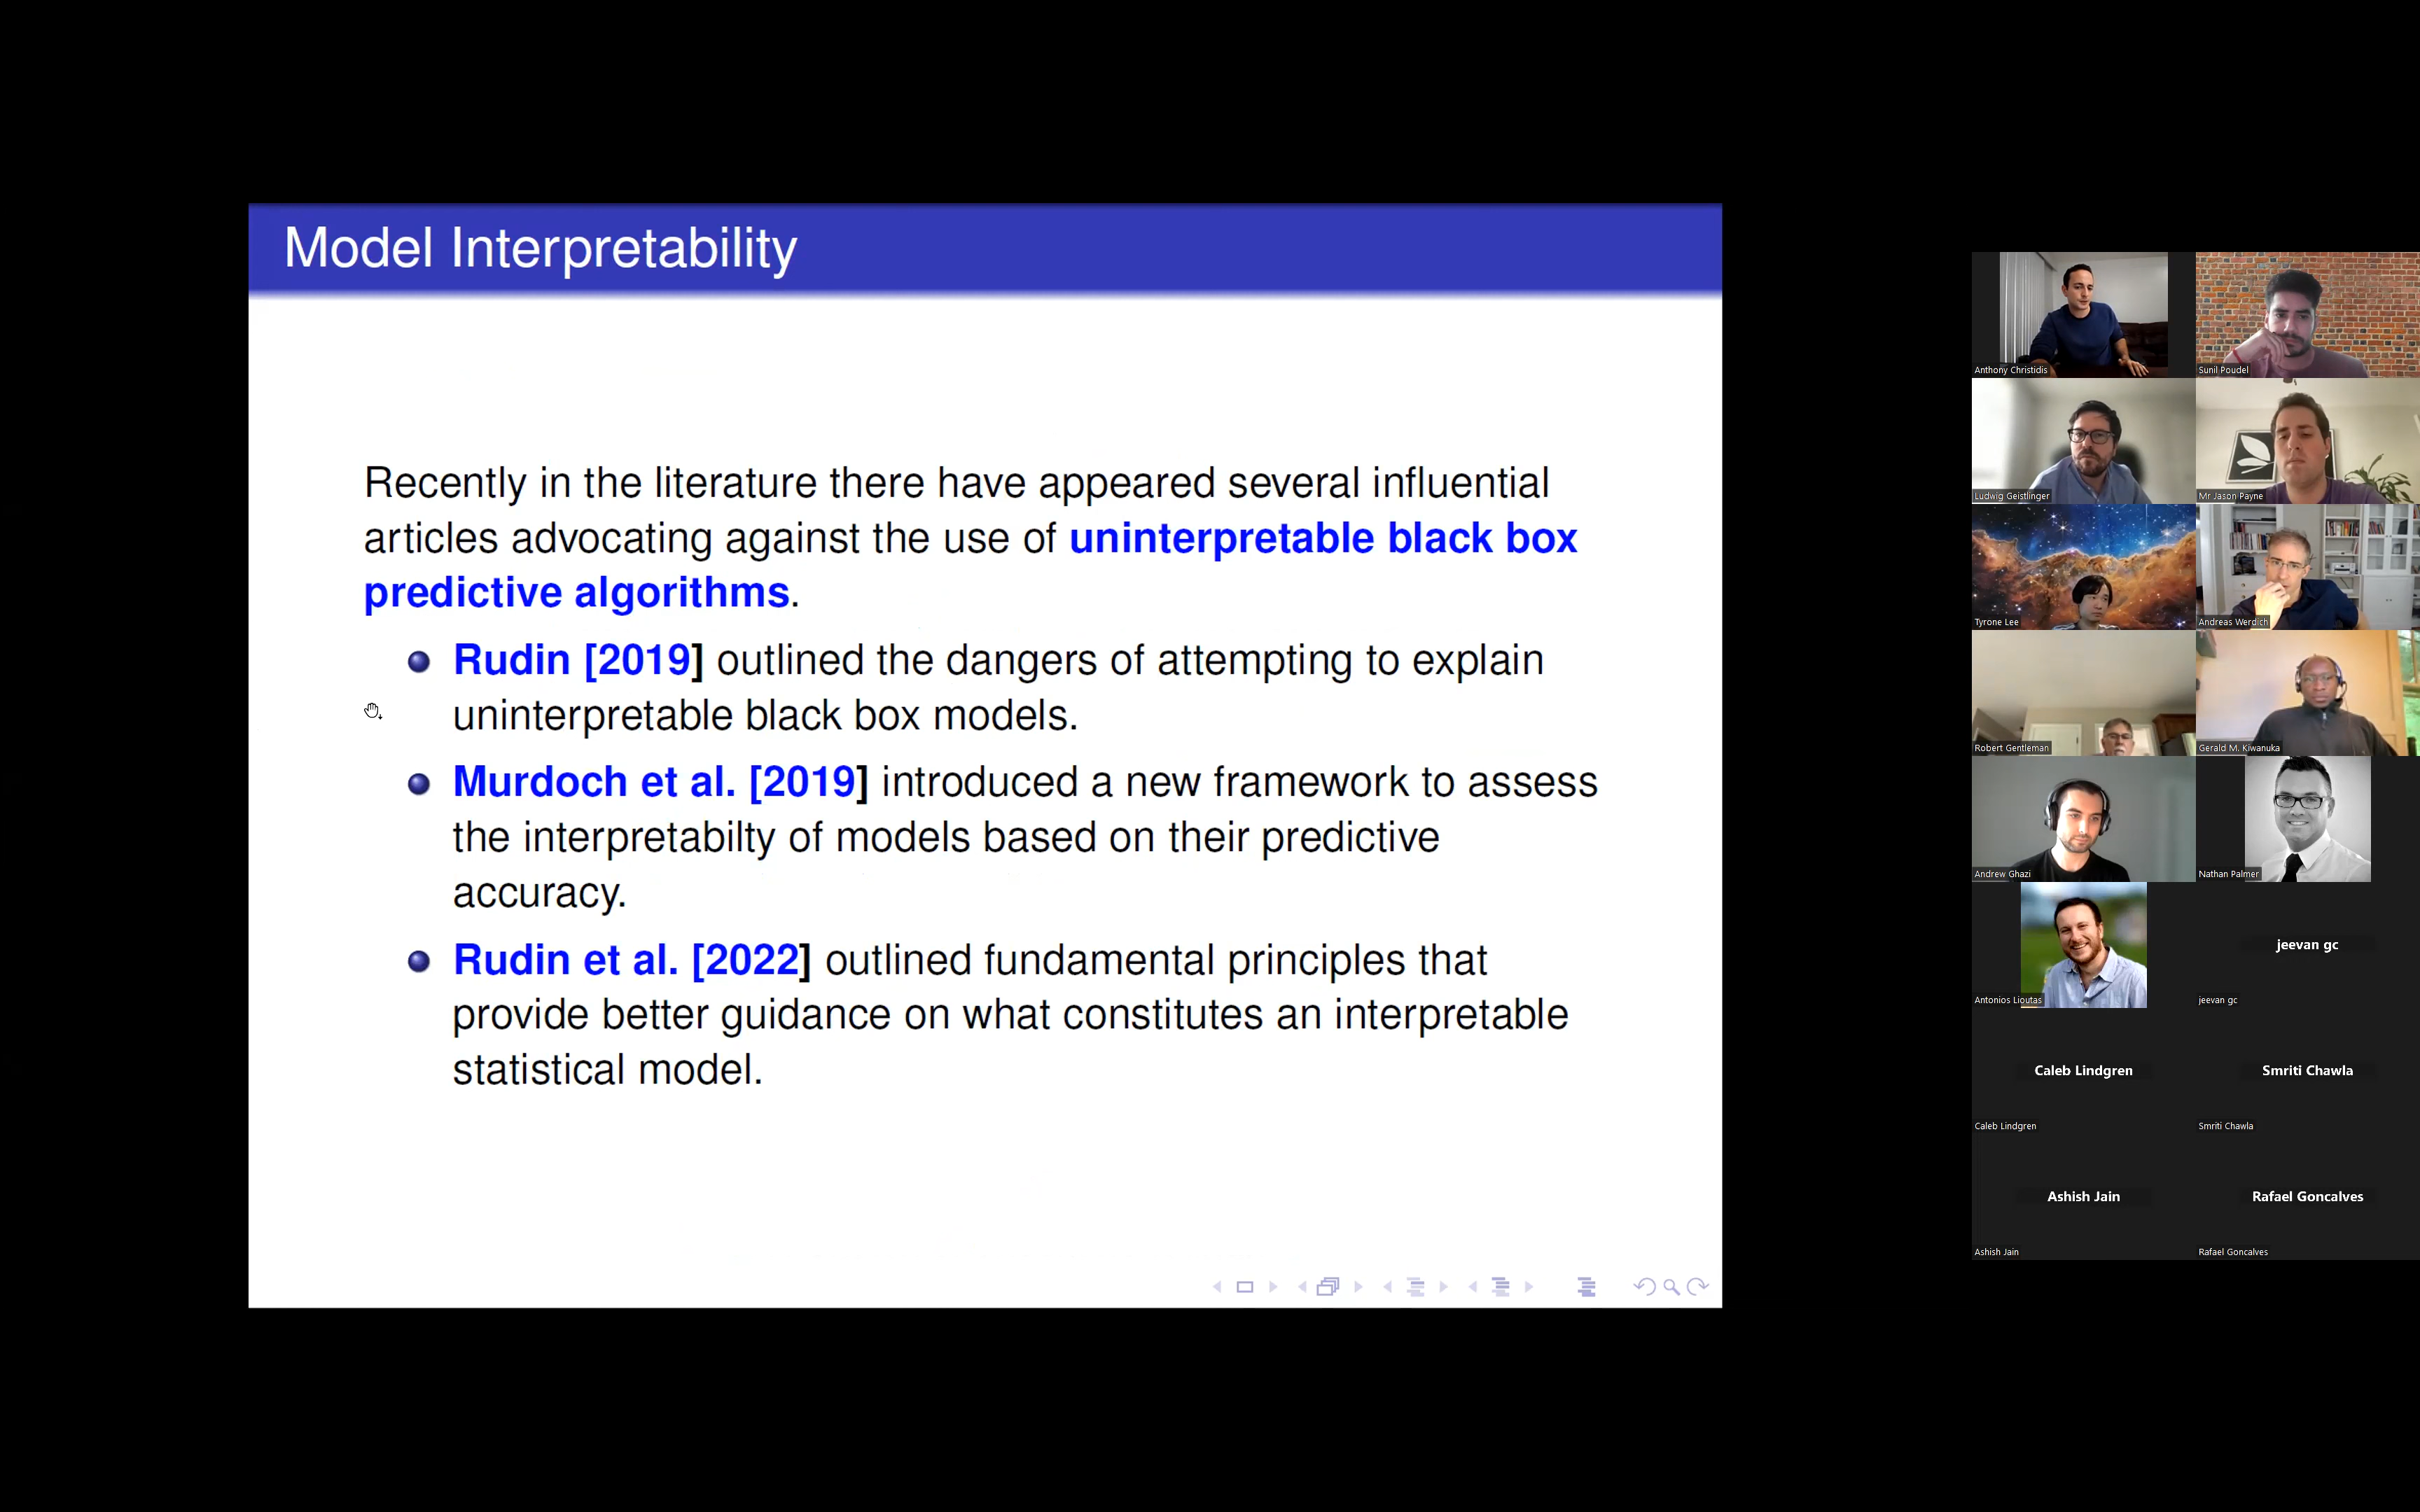 Model Interpretability
Recently in the literature there have appeared several influential
articles advocating against the use of uninterpretable black box
predictive algorithms.
Rudin [2019] outlined the dangers of attempting to explain
uninterpretable black box models.
Murdoch et al. [2019] introduced a new framework to assess
the interpretabilty of models based on their predictive
accuracy.
Rudin et al. [2022] outlined fundamental principles that
provide better guidance on what constitutes an interpretable
statistical model.
Anthony Christidis
Sunil Poudel
Ludwig Geistlinger
Mr Jason Payne
Tyrone Lee
Andreas Werdich
Robert Gentleman
Gerald M. Kiwanuka
Andrew Ghazi
Nathan Palmer
Antonios Lioutas
jeevan gc
jeevan gc
Caleb Lindgren
Smriti Chawla
Caleb Lindgren
Smriti Chawla
Ashish Jain
Rafael Goncalves
Ashish Jain
Rafael Goncalves